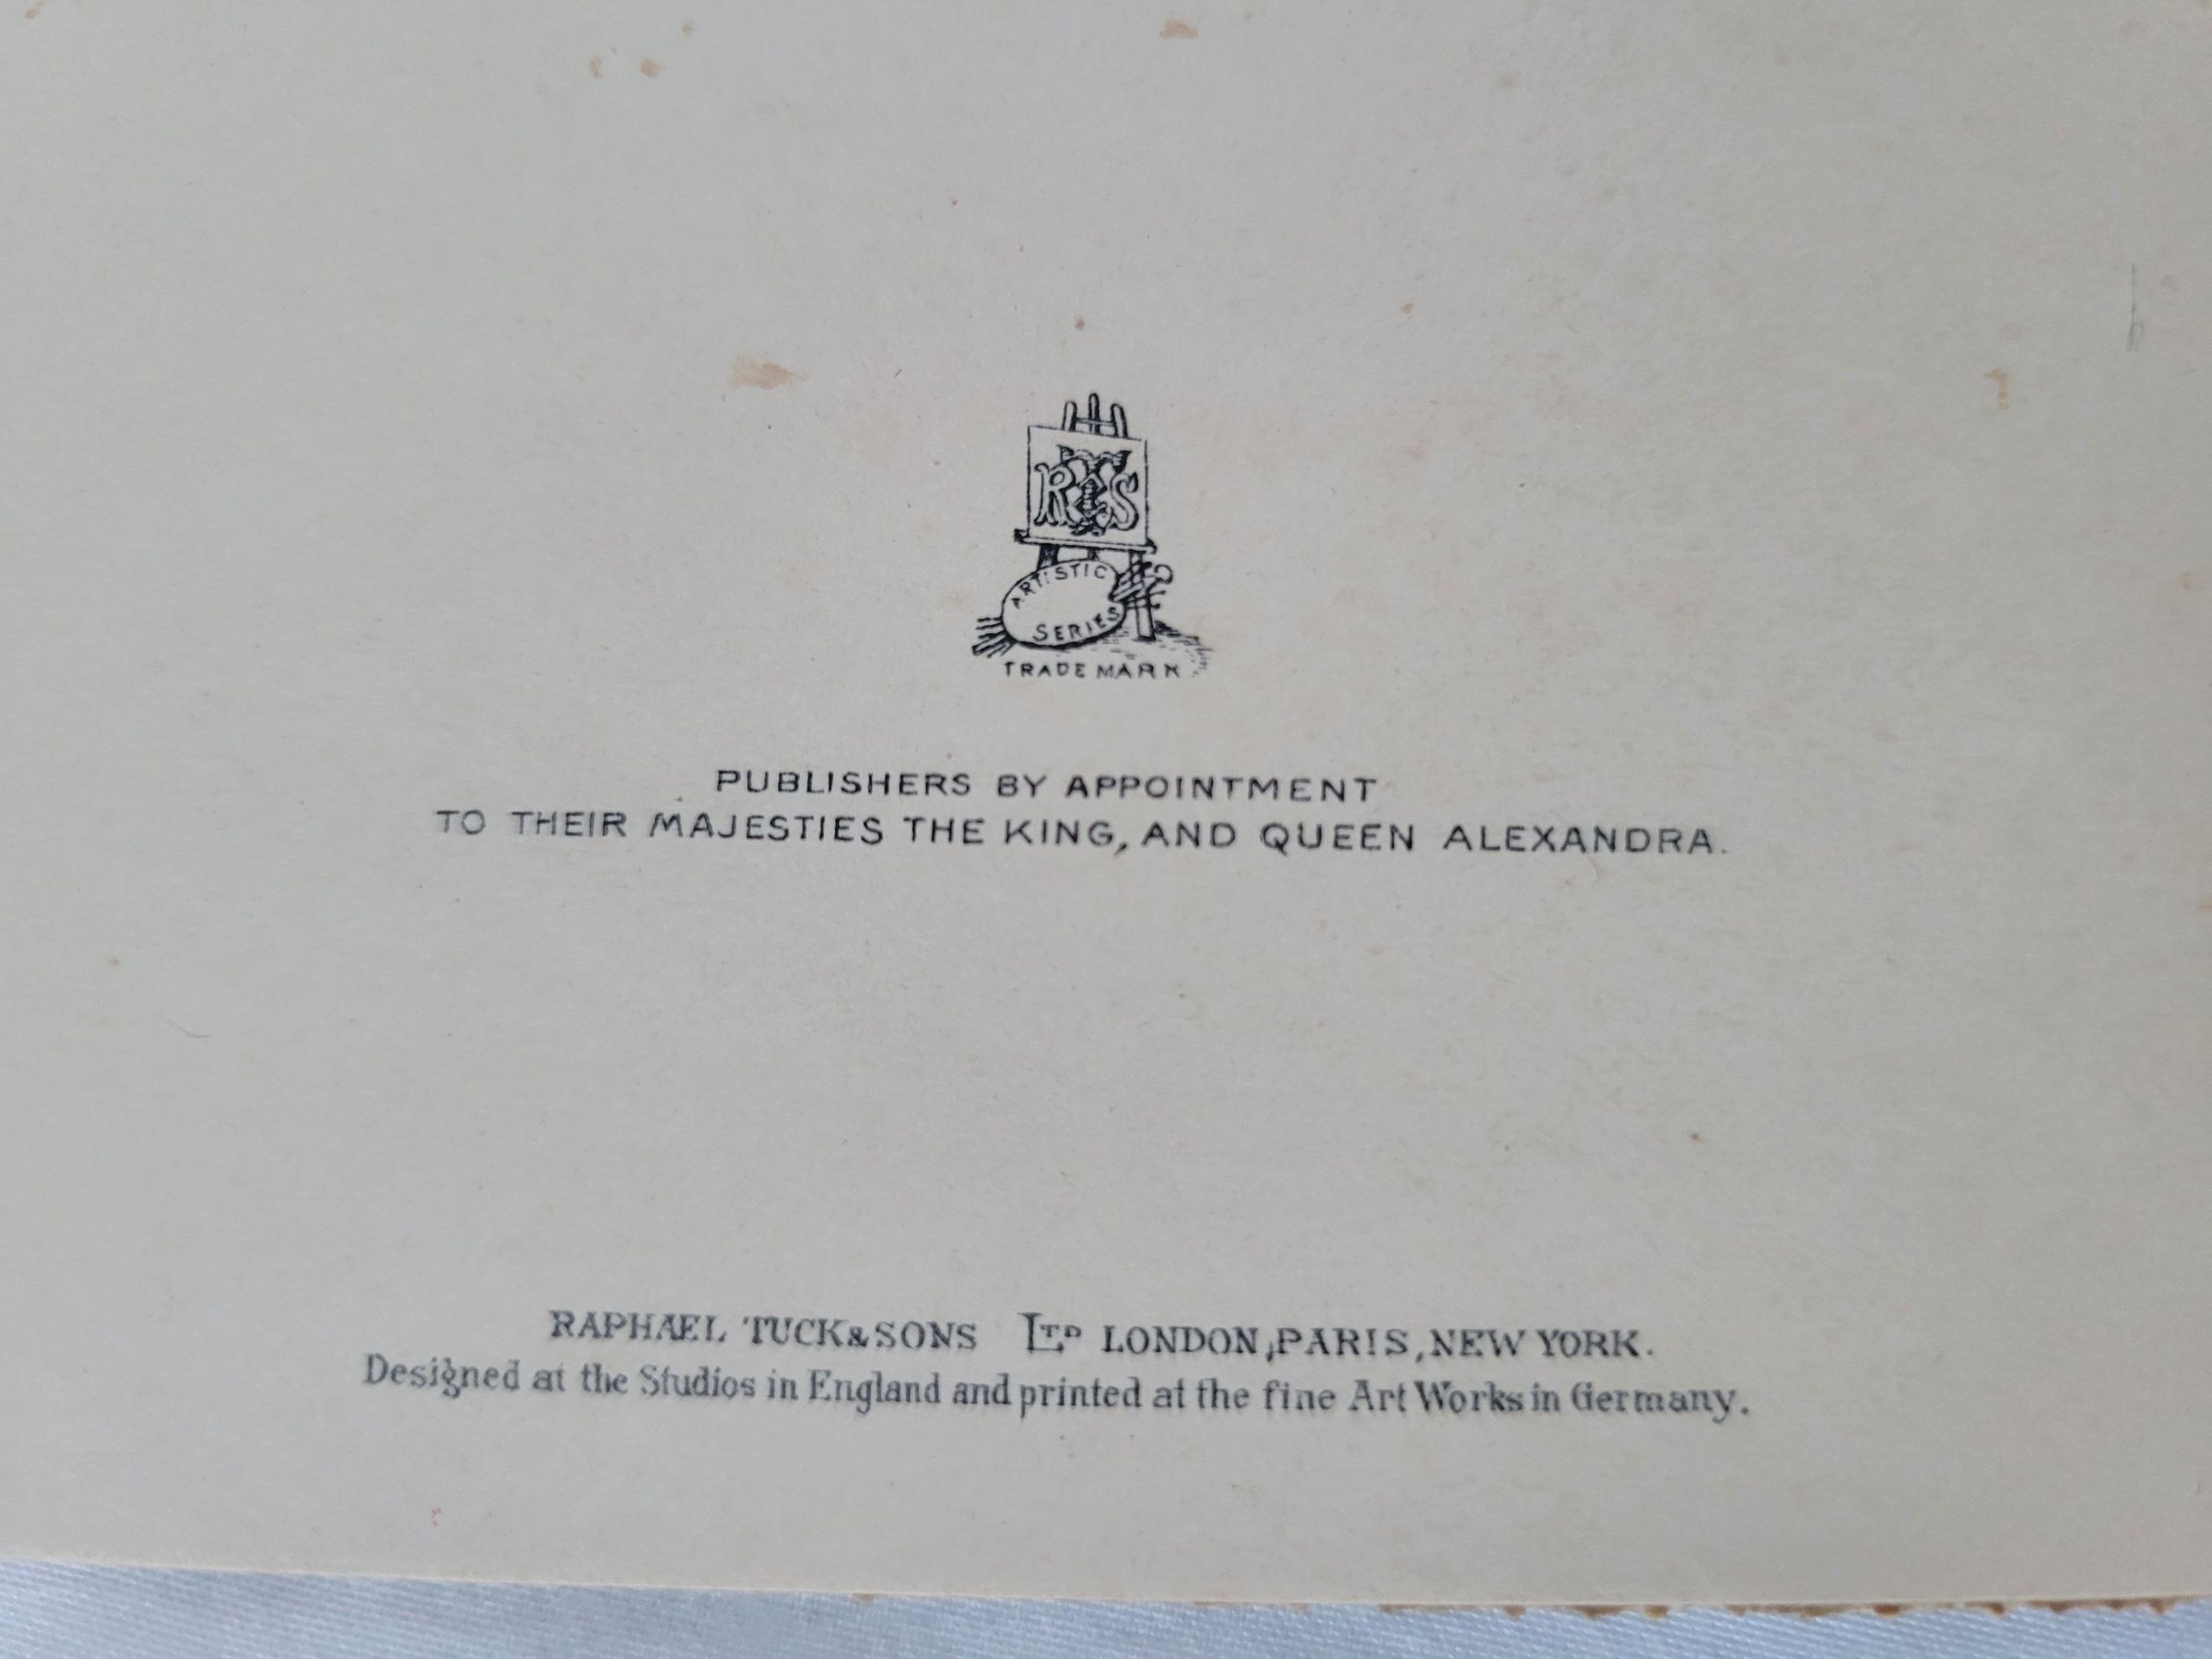 RTS
ARTISTIC
SERIES
TRADE MARK
PUBLISHERS BY APPOINTMENT
TO THEIR MAJESTIES THE KING, AND QUEEN ALEXANDRA.
RAPHAEL TUCK & SONS LTD LONDON, PARIS, NEW YORK.
Designed at the Studios in England and printed at the fine Art Works in Germany.